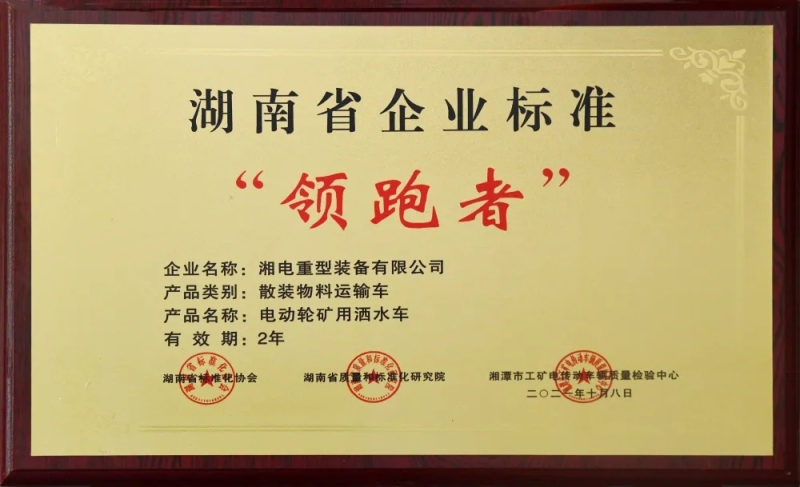 湖南省企业标准
“领跑者”
企业名称：湘电重型装备有限公司
产品类别：散装物料运输车
产品名称：电动轮矿用洒水车
有效期：2年
湖南省标准化协会 湖南省质量和标准化研究院 湘潭市工矿电传动车辆质量检验中心
二〇二一年十月八日